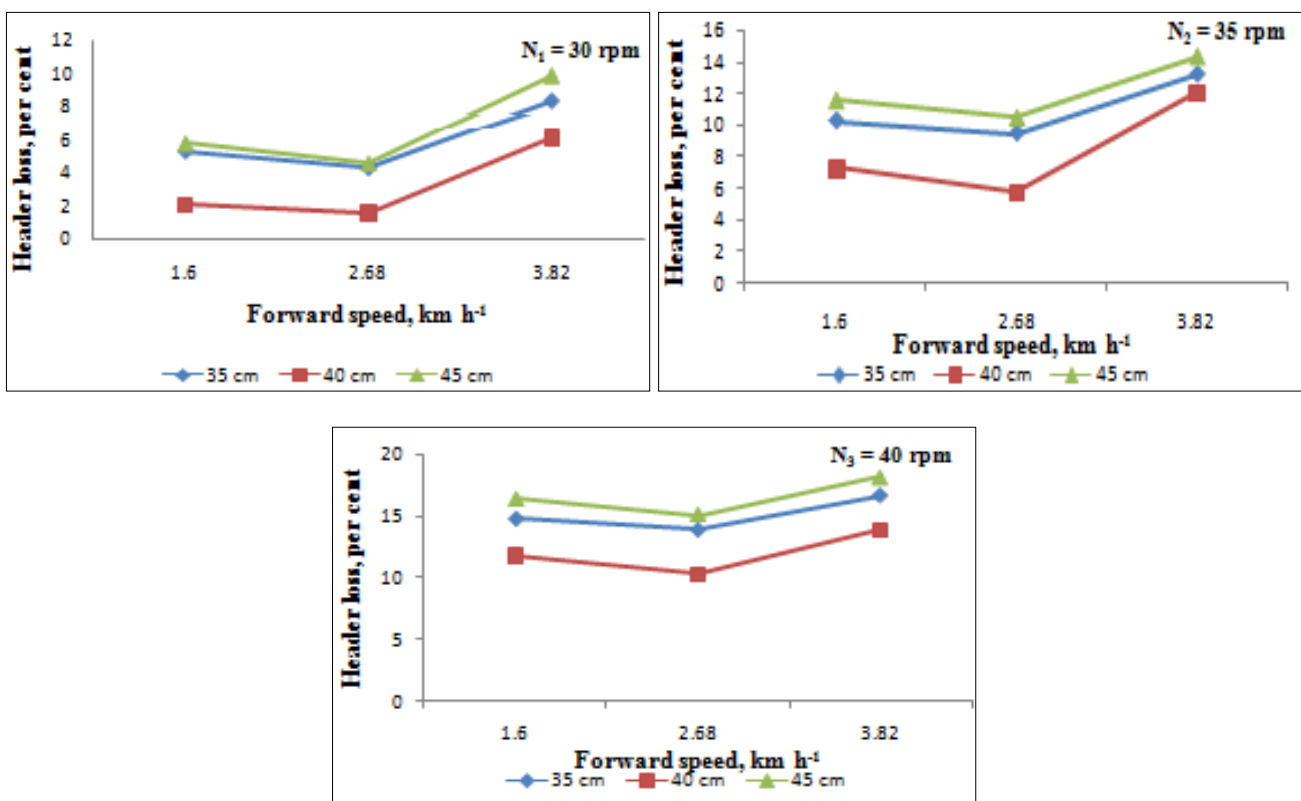 Header loss, per cent
12
10
8
6
4
2
0
N₁ = 30 rpm
1.6 2.68 3.82
Forward speed, km h⁻¹
35 cm 40 cm 45 cm
Header loss, per cent
16
14
12
10
8
6
4
2
0
N₂ = 35 rpm
1.6 2.68 3.82
Forward speed, km h⁻¹
35 cm 40 cm 45 cm
Header loss, per cent
20
15
10
5
0
N₃ = 40 rpm
1.6 2.68 3.82
Forward speed, km h⁻¹
35 cm 40 cm 45 cm